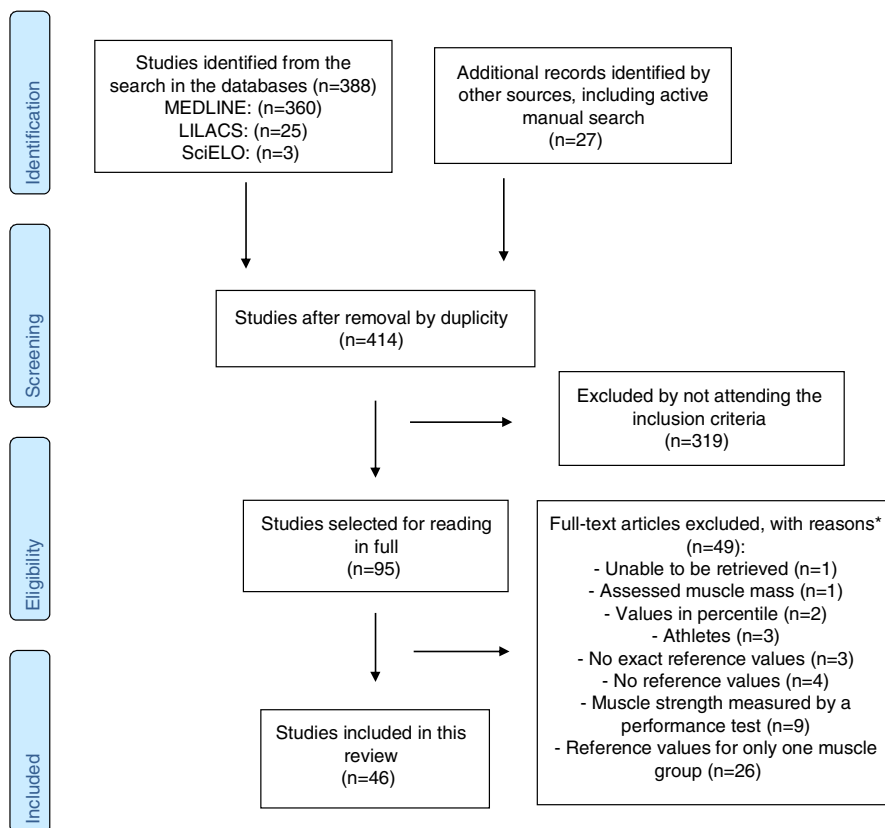 Identification
Studies identified from the
search in the databases (n=388)
MEDLINE: (n=360)
LILACS: (n=25)
SciELO: (n=3)
Additional records identified by
other sources, including active
manual search
(n=27)
Screening
Studies after removal by duplicity
(n=414)
Excluded by not attending the
inclusion criteria
(n=319)
Eligibility
Studies selected for reading
in full
(n=95)
Full-text articles excluded, with reasons*
(n=49):
- Unable to be retrieved (n=1)
- Assessed muscle mass (n=1)
- Values in percentile (n=2)
- Athletes (n=3)
- No exact reference values (n=3)
- No reference values (n=4)
- Muscle strength measured by a
performance test (n=9)
- Reference values for only one muscle
group (n=26)
Included
Studies included in this
review
(n=46)